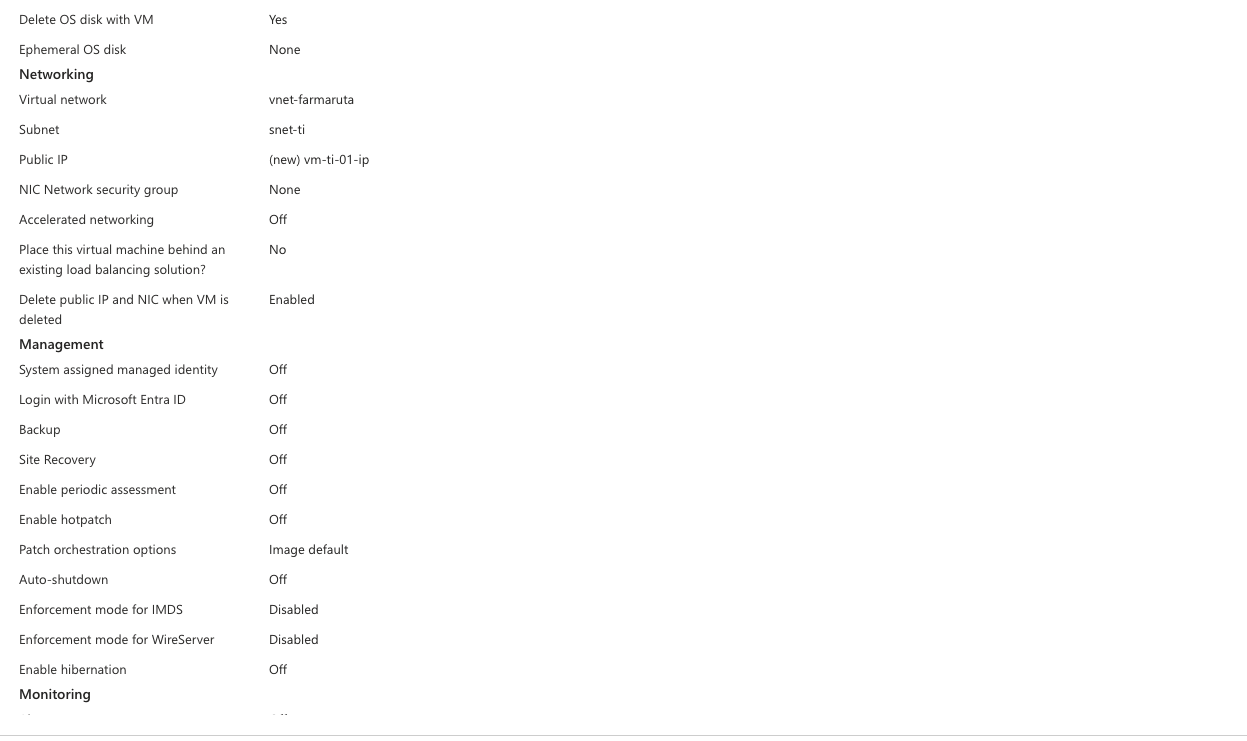 Delete OS disk with VM Yes
Ephemeral OS disk None
Networking
Virtual network vnet-farmaruta
Subnet snet-ti
Public IP (new) vm-ti-01-ip
NIC Network security group None
Accelerated networking Off
Place this virtual machine behind an No
existing load balancing solution?
Delete public IP and NIC when VM is Enabled
deleted
Management
System assigned managed identity Off
Login with Microsoft Entra ID Off
Backup Off
Site Recovery Off
Enable periodic assessment Off
Enable hotpatch Off
Patch orchestration options Image default
Auto-shutdown Off
Enforcement mode for IMDS Disabled
Enforcement mode for WireServer Disabled
Enable hibernation Off
Monitoring